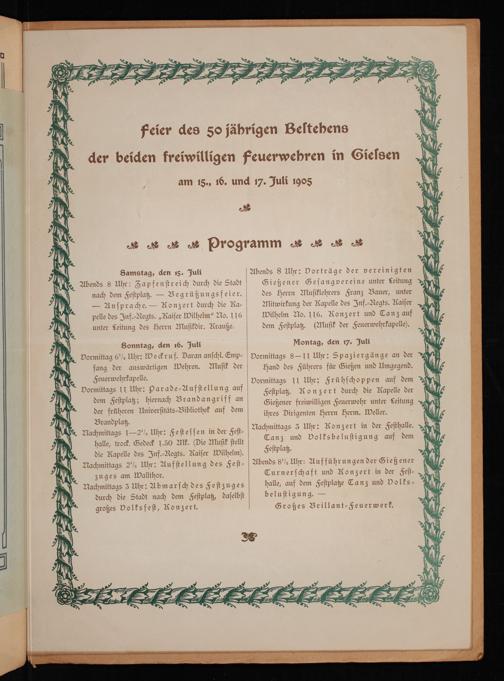 Feier des 50 jährigen Bestehens
der beiden freiwilligen Feuerwehren in Giessen
am 15., 16. und 17. Juli 1905
Programm
Samstag, den 15. Juli
Abends 8 Uhr: Zapfenstreich durch die Stadt
nach dem Festplatz. — Begrüßungsfeier.
— Ansprache. — Konzert durch die Ka-
pelle des Inf.-Regts. „Kaiser Wilhelm" No. 116
unter Leitung des Herrn Musikdir. Krauße.
Sonntag, den 16. Juli
Vormittag 6½ Uhr: Weckruf. Daran anschl. Emp-
fang der auswärtigen Wehren. Musik der
Feuerwehrkapelle.
Vormittags 11 Uhr: Parade-Aufstellung auf
dem Festplatz; hiernach Brandangriff an
der früheren Universitäts-Bibliothek auf dem
Brandplatz.
Nachmittags 1—2½ Uhr: Festessen in der Fest-
halle, trock. Gedeck 1.50 Mk. (Die Musik stellt
die Kapelle des Inf.-Regts. Kaiser Wilhelm).
Nachmittags 2½ Uhr: Aufstellung des Fest-
zuges am Walltor.
Nachmittags 3 Uhr: Abmarsch des Festzuges
durch die Stadt nach dem Festplatz, daselbst
großes Volksfest, Konzert.
Abends 8 Uhr: Vorträge der vereinigten
Gießener Gesangvereine unter Leitung
des Herrn Musiklehrers Franz Bauer, unter
Mitwirkung der Kapelle des Inf.-Regts. Kaiser
Wilhelm No. 116. Konzert und Tanz auf
dem Festplatz. (Musik der Feuerwehrkapelle).
Montag, den 17. Juli
Vormittags 8—11 Uhr: Spaziergänge an der
Hand des Führers für Gießen und Umgegend.
Vormittags 11 Uhr: Frühschoppen auf dem
Festplatz. Konzert durch die Kapelle der
Gießener freiwilligen Feuerwehr unter Leitung
ihres Dirigenten Herrn Herm. Weller.
Nachmittags 3 Uhr: Konzert in der Festhalle.
Tanz und Volksbelustigung auf dem
Festplatz.
Abends 8½ Uhr: Aufführungen der Gießener
Turnerschaft und Konzert in der Fest-
halle, auf dem Festplatze Tanz und Volks-
belustigung. —
Großes Brillant-Feuerwerk.